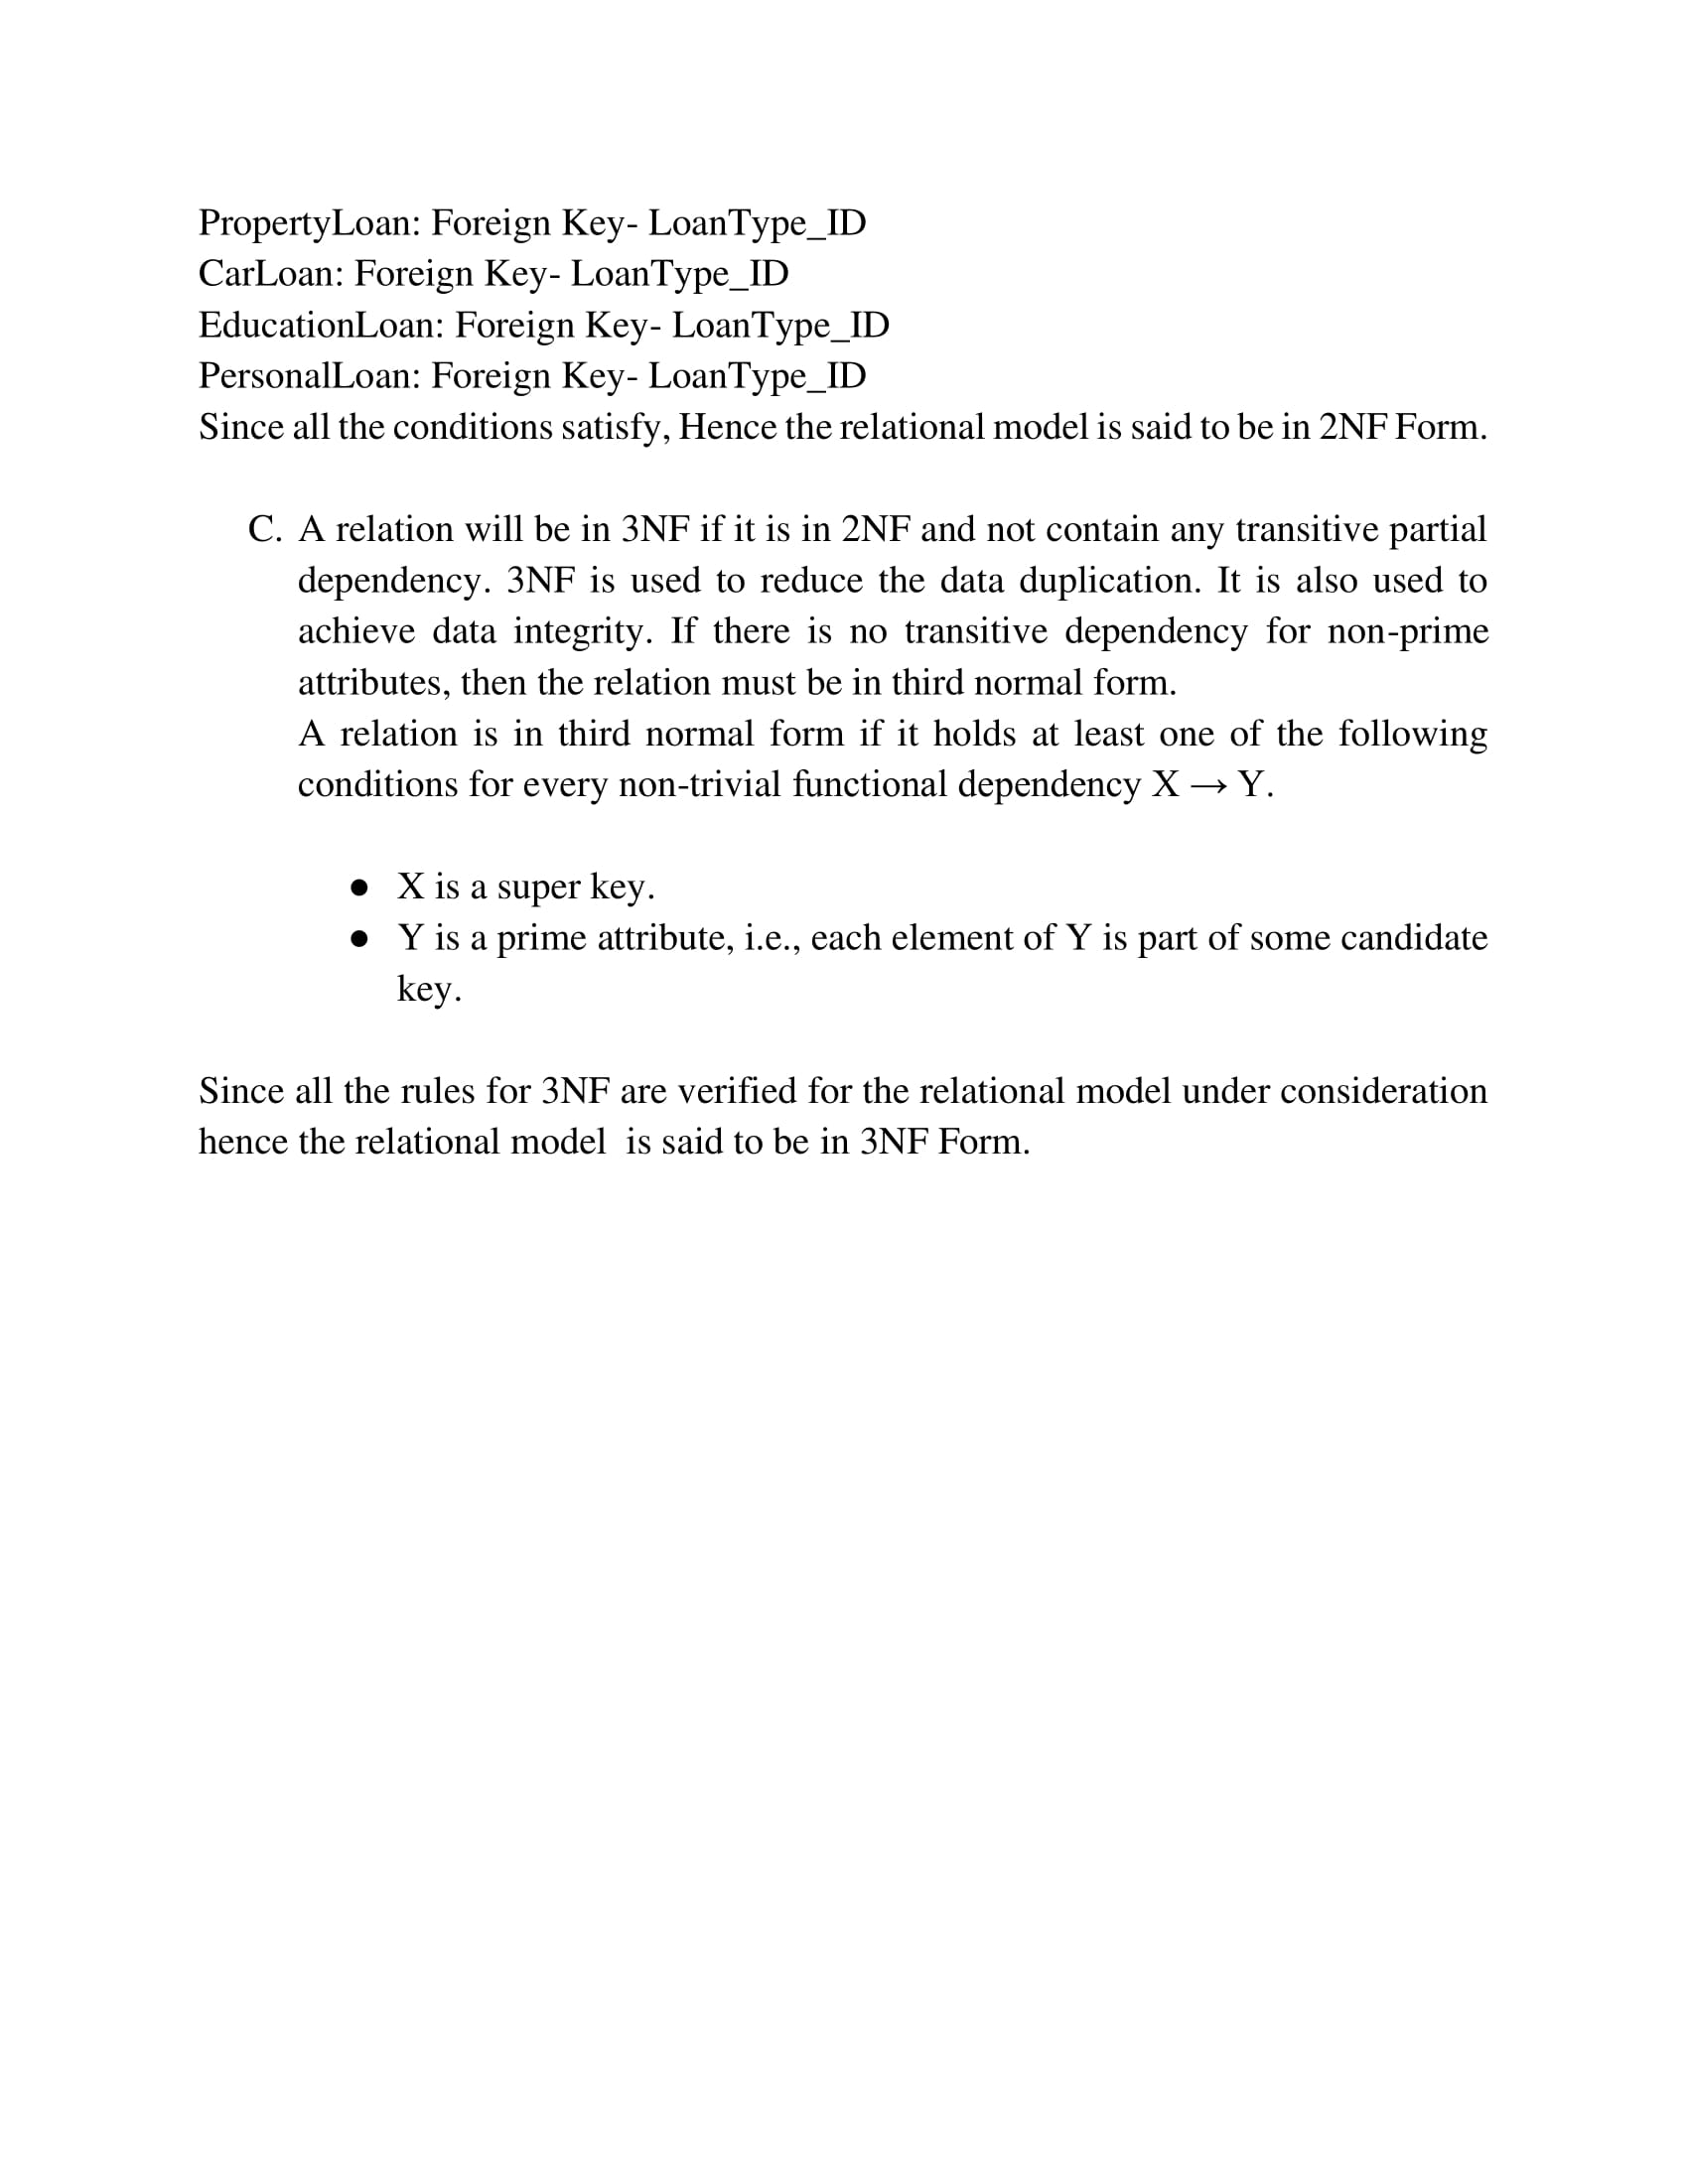 PropertyLoan: Foreign Key- LoanType_ID
CarLoan: Foreign Key- LoanType_ID
EducationLoan: Foreign Key- LoanType_ID
PersonalLoan: Foreign Key- LoanType_ID
Since all the conditions satisfy, Hence the relational model is said to be in 2NF Form.
C. A relation will be in 3NF if it is in 2NF and not contain any transitive partial
dependency. 3NF is used to reduce the data duplication. It is also used to
achieve data integrity. If there is no transitive dependency for non-prime
attributes, then the relation must be in third normal form.
A relation is in third normal form if it holds at least one of the following
conditions for every non-trivial functional dependency X → Y.
● X is a super key.
● Y is a prime attribute, i.e., each element of Y is part of some candidate
key.
Since all the rules for 3NF are verified for the relational model under consideration
hence the relational model  is said to be in 3NF Form.